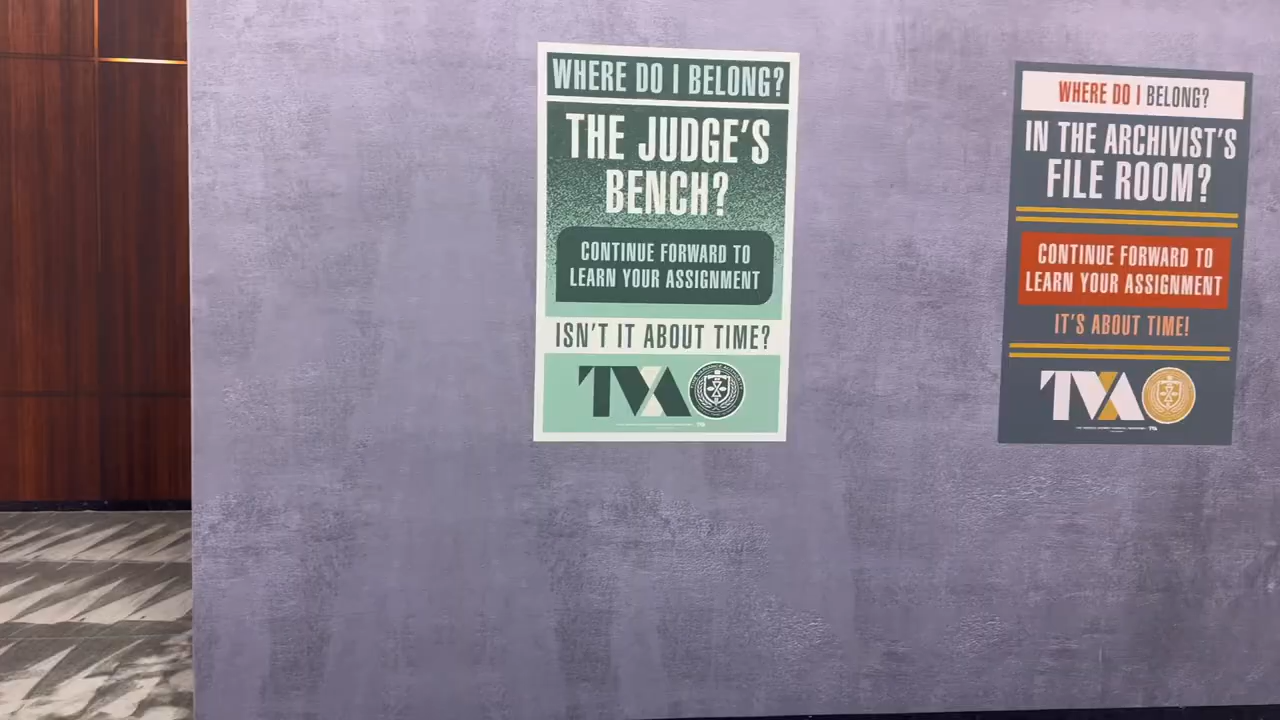 WHERE DO I BELONG?
THE JUDGE'S
BENCH?
CONTINUE FORWARD TO
LEARN YOUR ASSIGNMENT
ISN'T IT ABOUT TIME?
TVA
WHERE DO I BELONG?
IN THE ARCHIVIST'S
FILE ROOM?
CONTINUE FORWARD TO
LEARN YOUR ASSIGNMENT
IT'S ABOUT TIME!
TVA